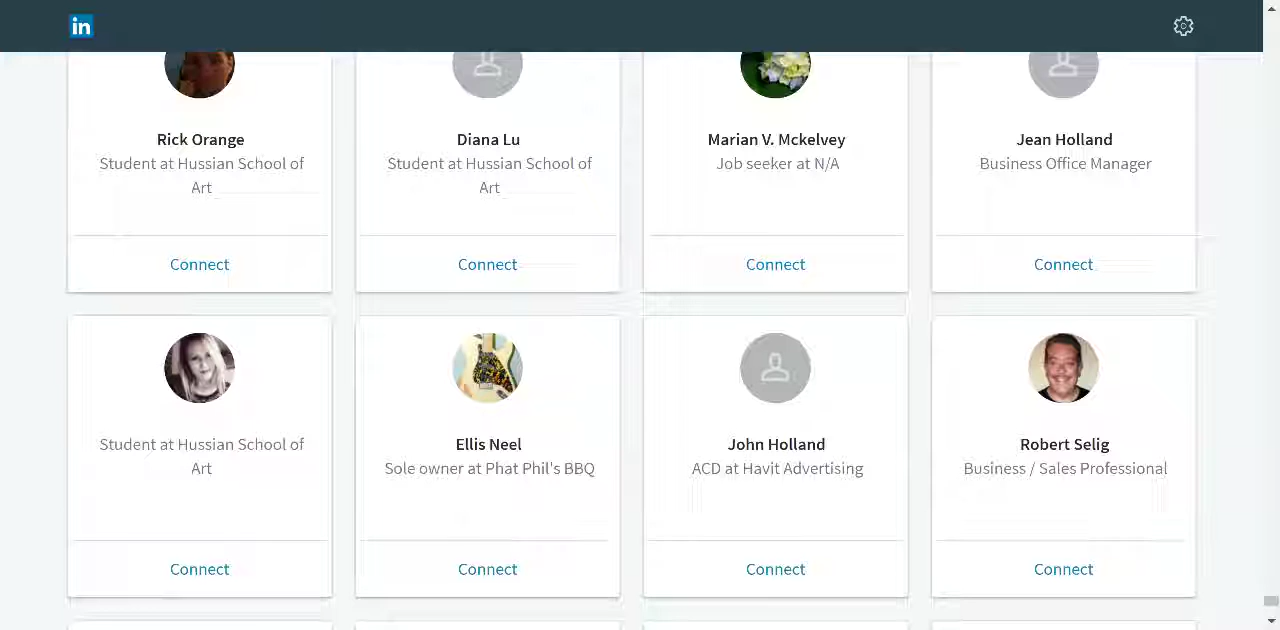 in
Rick Orange
Student at Hussian School of
Art
Connect
Diana Lu
Student at Hussian School of
Art
Connect
Marian V. Mckelvey
Job seeker at N/A
Connect
Jean Holland
Business Office Manager
Connect
Student at Hussian School of
Art
Connect
Ellis Neel
Sole owner at Phat Phil's BBQ
Connect
John Holland
ACD at Havit Advertising
Connect
Robert Selig
Business / Sales Professional
Connect